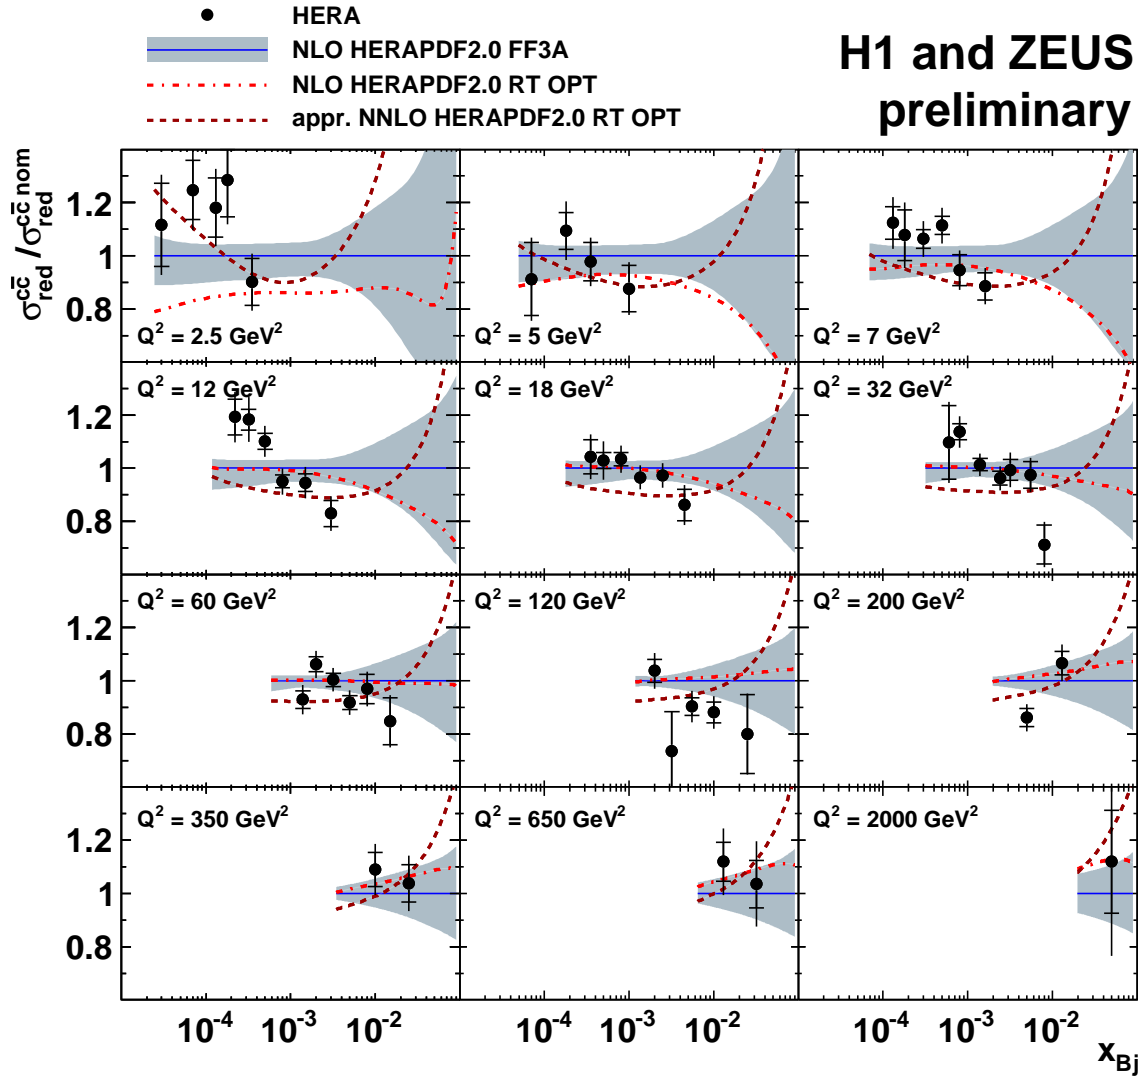 HERA
NLO HERAPDF2.0 FF3A
NLO HERAPDF2.0 RT OPT
appr. NNLO HERAPDF2.0 RT OPT
H1 and ZEUS
preliminary
σ_red^cc̄ / σ_red^cc̄ nom
1.2
1
0.8
Q² = 2.5 GeV²
Q² = 5 GeV²
Q² = 7 GeV²
1.2
1
0.8
Q² = 12 GeV²
Q² = 18 GeV²
Q² = 32 GeV²
1.2
1
0.8
Q² = 60 GeV²
Q² = 120 GeV²
Q² = 200 GeV²
1.2
1
0.8
Q² = 350 GeV²
Q² = 650 GeV²
Q² = 2000 GeV²
10⁻⁴ 10⁻³ 10⁻² 10⁻⁴ 10⁻³ 10⁻² 10⁻⁴ 10⁻³ 10⁻²
x_Bj